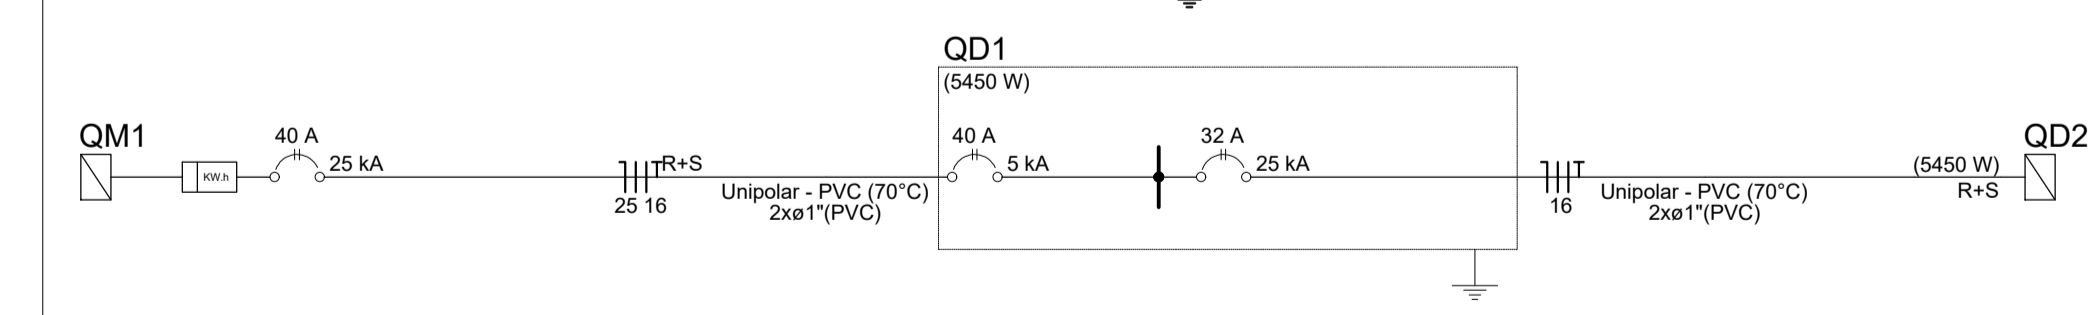 QM1
KW.h
40 A
25 kA
R+S
25 16
Unipolar - PVC (70°C)
2xø1"(PVC)
QD1
(5450 W)
40 A
5 kA
32 A
25 kA
T
16
Unipolar - PVC (70°C)
2xø1"(PVC)
(5450 W)
R+S
QD2